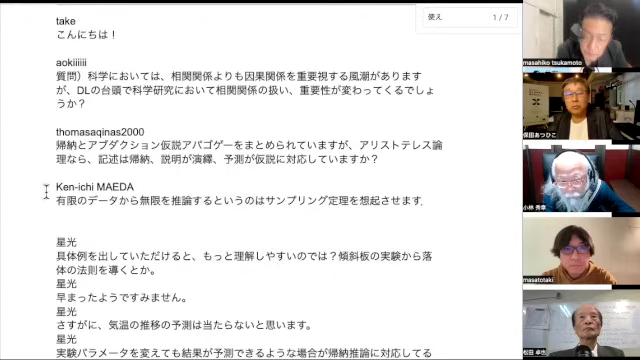 take
こんにちは！
aokiiiiii
質問）科学においては、相関関係よりも因果関係を重要視する風潮があります
が、DLの台頭で科学研究において相関関係の扱い、重要性が変わってくるでしょ
うか？
thomasaqinas2000
帰納とアブダクション仮説アパゴゲーをまとめられていますが、アリストテレス論
理なら、記述は帰納、説明が演繹、予測が仮説に対応していますか？
Ken-ichi MAEDA
有限のデータから無限を推論するというのはサンプリング定理を想起させます.
星光
具体例を出していただけると、もっと理解しやすいのでは？傾斜板の実験から落
体の法則を導くとか。
星光
早まったようですみません。
星光
さすがに、気温の推移の予測は当たらないと思います。
星光
実験パラメータを変えても結果が予測できるような場合が帰納推論に対応してる
使え
1 / 7
masahiko tsukamoto
保田あつひこ
小林 秀章
masatotaki
松田 卓也